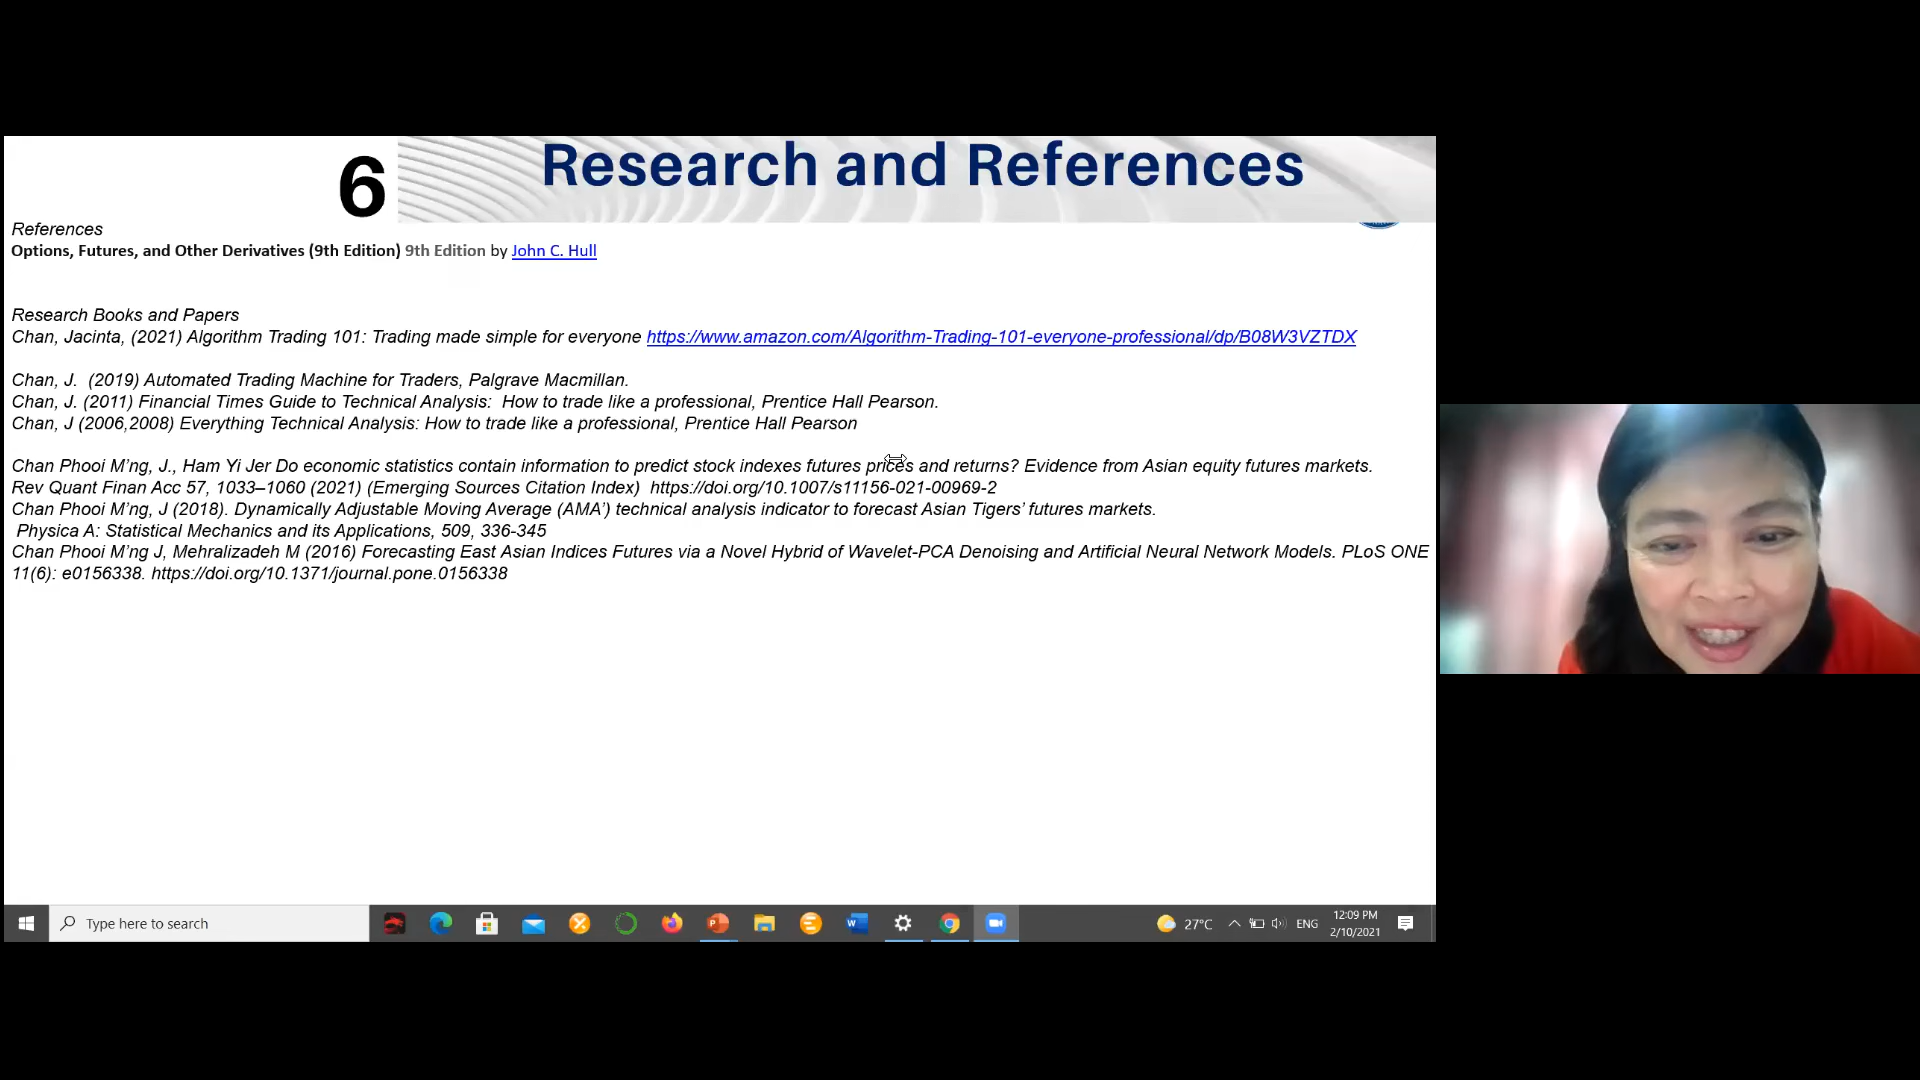 6
Research and References
References
Options, Futures, and Other Derivatives (9th Edition) 9th Edition by John C. Hull
Research Books and Papers
Chan, Jacinta, (2021) Algorithm Trading 101: Trading made simple for everyone https://www.amazon.com/Algorithm-Trading-101-everyone-professional/dp/B08W3VZTDX
Chan, J.  (2019) Automated Trading Machine for Traders, Palgrave Macmillan.
Chan, J. (2011) Financial Times Guide to Technical Analysis:  How to trade like a professional, Prentice Hall Pearson.
Chan, J (2006,2008) Everything Technical Analysis: How to trade like a professional, Prentice Hall Pearson
Chan Phooi M’ng, J., Ham Yi Jer Do economic statistics contain information to predict stock indexes futures prices and returns? Evidence from Asian equity futures markets.
Rev Quant Finan Acc 57, 1033–1060 (2021) (Emerging Sources Citation Index)  https://doi.org/10.1007/s11156-021-00969-2
Chan Phooi M’ng, J (2018). Dynamically Adjustable Moving Average (AMA’) technical analysis indicator to forecast Asian Tigers’ futures markets.
Physica A: Statistical Mechanics and its Applications, 509, 336-345
Chan Phooi M’ng J, Mehralizadeh M (2016) Forecasting East Asian Indices Futures via a Novel Hybrid of Wavelet-PCA Denoising and Artificial Neural Network Models. PLoS ONE
11(6): e0156338. https://doi.org/10.1371/journal.pone.0156338
Type here to search
27°C
ENG
12:09 PM
2/10/2021